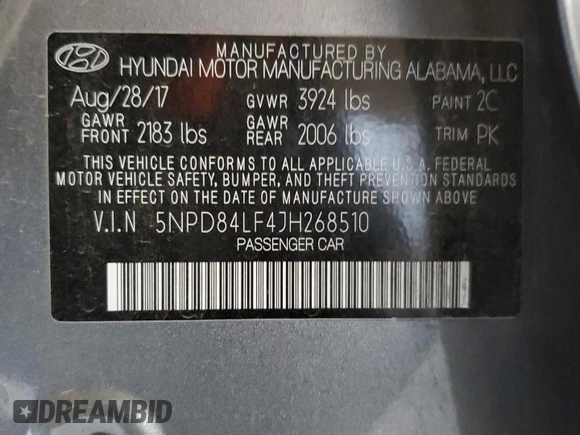 MANUFACTURED BY
HYUNDAI MOTOR MANUFACTURING ALABAMA, LLC
Aug/28/17 GVWR 3924 lbs PAINT 2C
GAWR FRONT 2183 lbs GAWR REAR 2006 lbs TRIM PK
THIS VEHICLE CONFORMS TO ALL APPLICABLE U.S.A. FEDERAL
MOTOR VEHICLE SAFETY, BUMPER, AND THEFT PREVENTION STANDARDS
IN EFFECT ON THE DATE OF MANUFACTURE SHOWN ABOVE
V.I.N 5NPD84LF4JH268510
PASSENGER CAR
DREAMBID